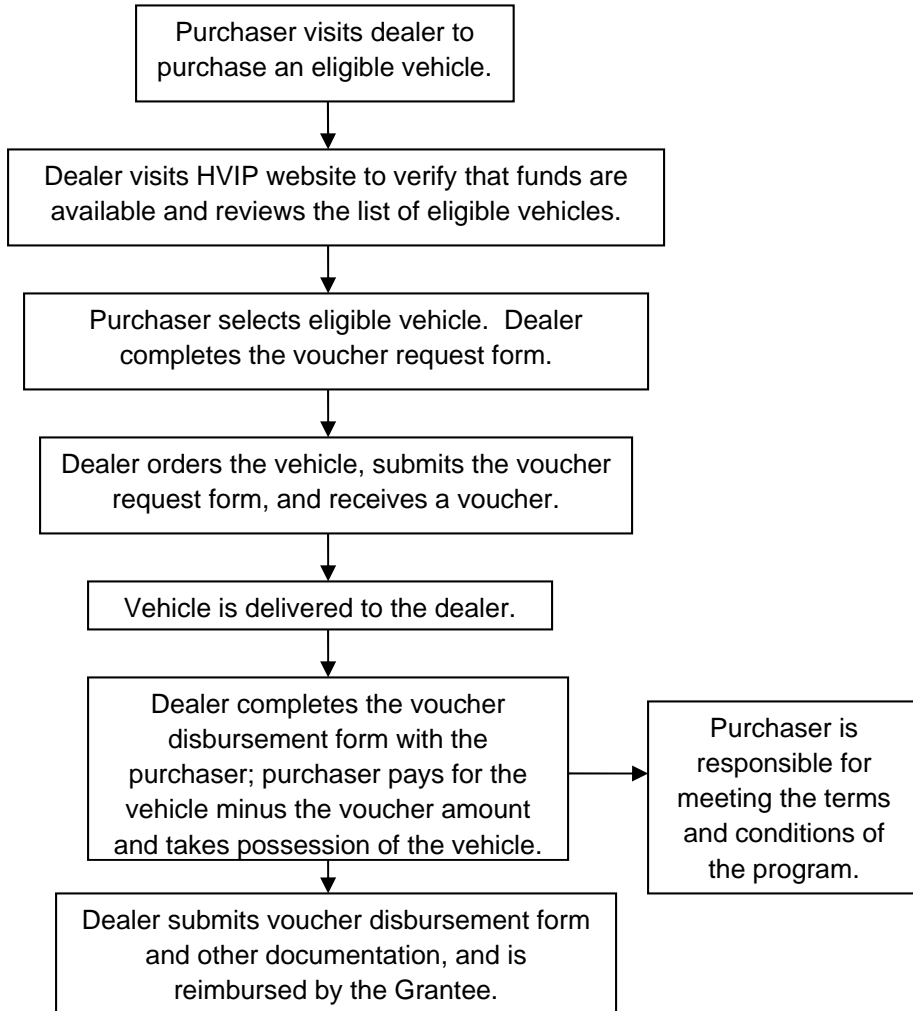 Purchaser visits dealer to
purchase an eligible vehicle.
Dealer visits HVIP website to verify that funds are
available and reviews the list of eligible vehicles.
Purchaser selects eligible vehicle.  Dealer
completes the voucher request form.
Dealer orders the vehicle, submits the voucher
request form, and receives a voucher.
Vehicle is delivered to the dealer.
Dealer completes the voucher
disbursement form with the
purchaser; purchaser pays for the
vehicle minus the voucher amount
and takes possession of the vehicle.
Purchaser is
responsible for
meeting the terms
and conditions of
the program.
Dealer submits voucher disbursement form
and other documentation, and is
reimbursed by the Grantee.